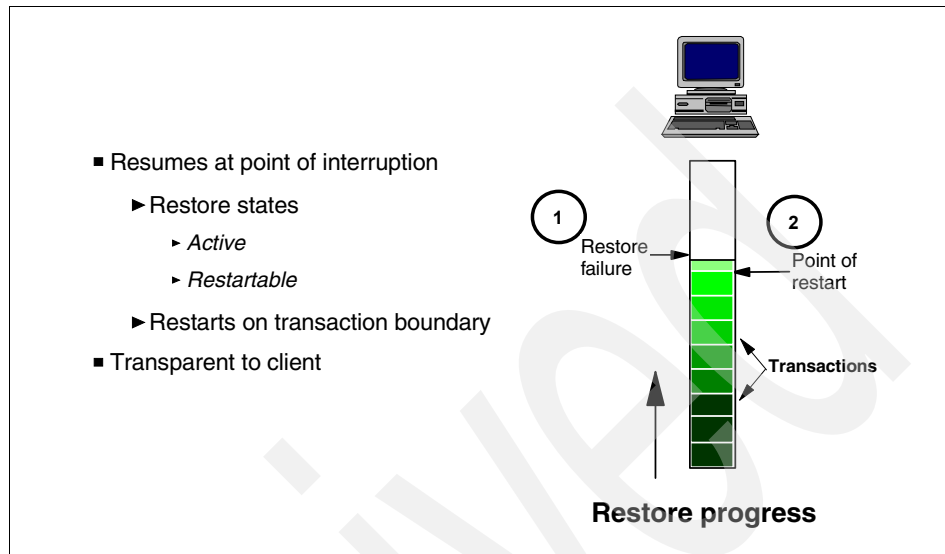 ■ Resumes at point of interruption
► Restore states
► Active
► Restartable
► Restarts on transaction boundary
■ Transparent to client
1
Restore
failure
2
Point of
restart
Transactions
Restore progress